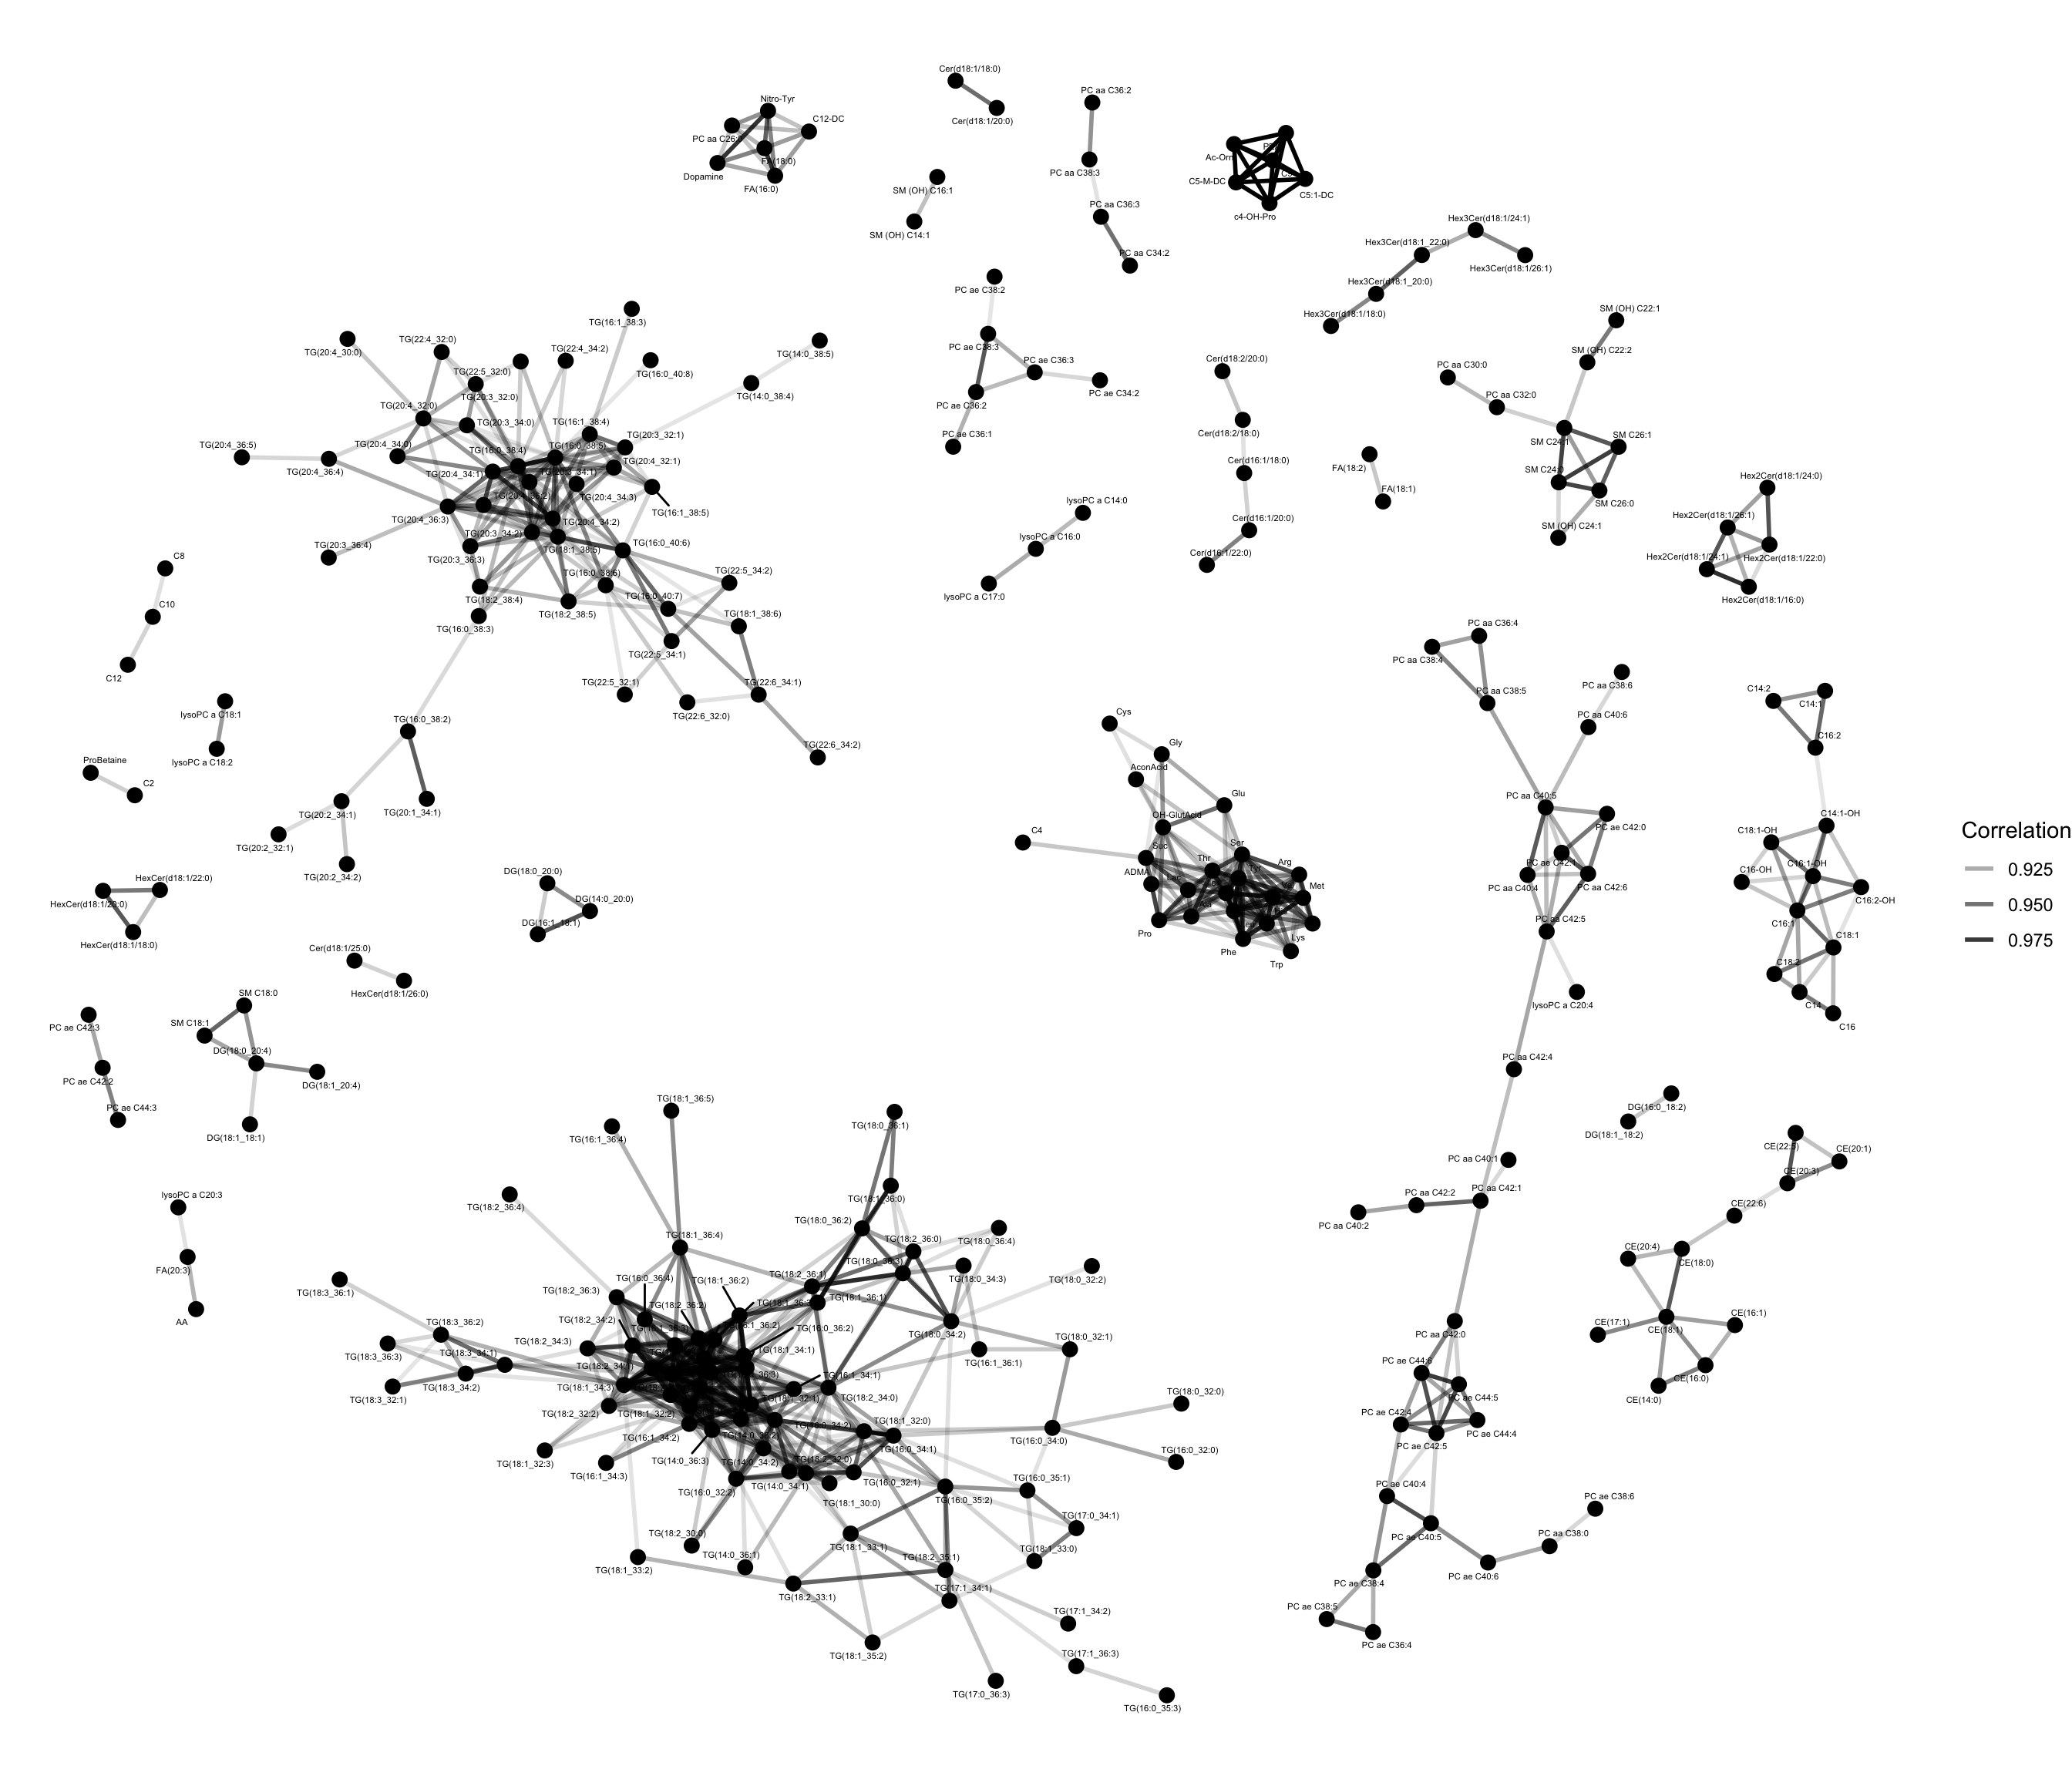 Cer(d18:1/18:0)
Cer(d18:1/20:0)
PC aa C36:2
PC aa C38:3
PC aa C36:3
PC aa C34:2
Nitro-Tyr
C12-DC
FA(18:0)
Dopamine
FA(16:0)
SM (OH) C16:1
SM (OH) C14:1
Ac-Orn
C5-M-DC
C5:1-DC
c4-OH-Pro
Hex3Cer(d18:1/24:1)
Hex3Cer(d18:1_22:0)
Hex3Cer(d18:1/26:1)
Hex3Cer(d18:1_20:0)
Hex3Cer(d18:1/18:0)
PC ae C38:2
PC ae C38:3
PC ae C36:3
PC ae C34:2
PC ae C36:2
PC ae C36:1
Cer(d18:2/20:0)
Cer(d18:2/18:0)
Cer(d16:1/18:0)
Cer(d16:1/20:0)
Cer(d16:1/22:0)
SM (OH) C22:1
SM (OH) C22:2
PC aa C30:0
PC aa C32:0
SM C24:1
SM C26:1
SM C24:0
SM C26:0
SM (OH) C24:1
FA(18:2)
FA(18:1)
Hex2Cer(d18:1/24:0)
Hex2Cer(d18:1/26:1)
Hex2Cer(d18:1/24:1)
Hex2Cer(d18:1/22:0)
Hex2Cer(d18:1/16:0)
lysoPC a C14:0
lysoPC a C16:0
lysoPC a C17:0
TG(16:1_38:3)
TG(20:4_30:0)
TG(22:4_32:0)
TG(22:4_34:2)
TG(14:0_38:5)
TG(16:0_40:8)
TG(14:0_38:4)
TG(22:5_32:0)
TG(20:3_32:0)
TG(20:4_32:0)
TG(20:3_34:0)
TG(16:1_38:4)
TG(20:3_32:1)
TG(20:4_36:5)
TG(20:4_34:0)
TG(20:4_36:4)
TG(18:0_38:4)
TG(16:0_38:5)
TG(20:4_32:1)
TG(20:4_34:1)
TG(20:3_34:1)
TG(20:4_34:3)
TG(16:1_38:5)
TG(20:4_36:3)
TG(20:4_34:2)
TG(20:3_34:2)
TG(18:1_38:5)
TG(16:0_40:6)
TG(20:3_36:4)
TG(20:3_36:3)
TG(16:0_38:6)
TG(22:5_34:2)
TG(18:2_38:4)
TG(18:2_38:5)
TG(16:0_40:7)
TG(18:1_38:6)
TG(16:0_38:3)
TG(22:5_34:1)
TG(22:5_32:1)
TG(22:6_34:1)
TG(22:6_32:0)
TG(22:6_34:2)
TG(16:0_38:2)
TG(20:1_34:1)
TG(20:2_34:1)
TG(20:2_32:1)
TG(20:2_34:2)
C8
C10
C12
lysoPC a C18:1
lysoPC a C18:2
ProBetaine
C2
HexCer(d18:1/22:0)
HexCer(d18:1/18:0)
DG(18:0_20:0)
DG(14:0_20:0)
DG(16:1_18:1)
Cer(d18:1/25:0)
HexCer(d18:1/26:0)
PC ae C42:3
PC ae C42:2
PC ae C44:3
SM C18:0
SM C18:1
DG(18:0_20:4)
DG(18:1_20:4)
DG(18:1_18:1)
lysoPC a C20:3
FA(20:3)
AA
Cys
Gly
AconAcid
Glu
OH-GlutAcid
C4
Suc
Ser
Thr
Tyr
Arg
ADMA
Met
Pro
Lys
Phe
Trp
PC aa C36:4
PC aa C38:4
PC aa C38:5
PC aa C38:6
PC aa C40:6
PC aa C40:5
PC ae C42:0
PC ae C42:1
PC aa C40:4
PC aa C42:6
PC aa C42:5
lysoPC a C20:4
PC aa C42:4
PC aa C40:1
PC aa C42:2
PC aa C42:1
PC aa C40:2
PC aa C42:0
PC ae C44:6
PC ae C44:5
PC ae C42:4
PC ae C44:4
PC ae C42:5
PC ae C40:4
PC ae C38:6
PC ae C40:5
PC aa C38:0
PC ae C40:6
PC ae C38:4
PC ae C38:5
PC ae C36:4
C14:2
C14:1
C16:2
C14:1-OH
C18:1-OH
C16:1-OH
C16-OH
C16:2-OH
C16:1
C18:1
C18:2
C14
C16
Correlation
0.925
0.950
0.975
DG(16:0_18:2)
DG(18:1_18:2)
CE(22:5)
CE(20:1)
CE(20:3)
CE(22:6)
CE(20:4)
CE(18:0)
CE(17:1)
CE(18:1)
CE(16:1)
CE(16:0)
CE(14:0)
TG(18:1_36:5)
TG(16:1_36:4)
TG(18:0_36:1)
TG(18:2_36:4)
TG(18:1_36:0)
TG(18:0_36:2)
TG(18:1_36:4)
TG(18:2_36:0)
TG(18:0_36:4)
TG(18:0_36:3)
TG(18:2_36:1)
TG(18:0_34:3)
TG(18:0_32:2)
TG(16:0_36:4)
TG(18:1_36:2)
TG(18:3_36:1)
TG(18:2_36:3)
TG(18:2_36:2)
TG(18:1_36:1)
TG(18:2_34:2)
TG(18:3_36:2)
TG(18:0_34:2)
TG(18:0_32:1)
TG(18:2_34:3)
TG(16:0_36:2)
TG(18:3_36:3)
TG(18:3_34:1)
TG(18:1_34:1)
TG(16:1_36:1)
TG(18:3_34:2)
TG(18:3_32:1)
TG(18:1_34:3)
TG(16:1_34:1)
TG(18:2_34:0)
TG(18:1_32:1)
TG(18:0_32:0)
TG(18:2_32:2)
TG(18:1_32:2)
TG(18:1_32:0)
TG(16:0_34:1)
TG(16:0_34:0)
TG(16:1_34:2)
TG(18:1_32:3)
TG(16:1_34:3)
TG(14:0_36:3)
TG(14:0_36:2)
TG(14:0_34:2)
TG(16:0_32:0)
TG(16:0_32:2)
TG(14:0_34:1)
TG(16:0_32:1)
TG(18:1_30:0)
TG(16:0_35:2)
TG(16:0_35:1)
TG(17:0_34:1)
TG(18:2_30:0)
TG(14:0_36:1)
TG(18:1_33:2)
TG(18:1_33:1)
TG(18:2_35:1)
TG(18:1_33:0)
TG(17:1_34:1)
TG(18:2_33:1)
TG(17:1_34:2)
TG(18:1_35:2)
TG(17:1_36:3)
TG(17:0_36:3)
TG(16:0_35:3)